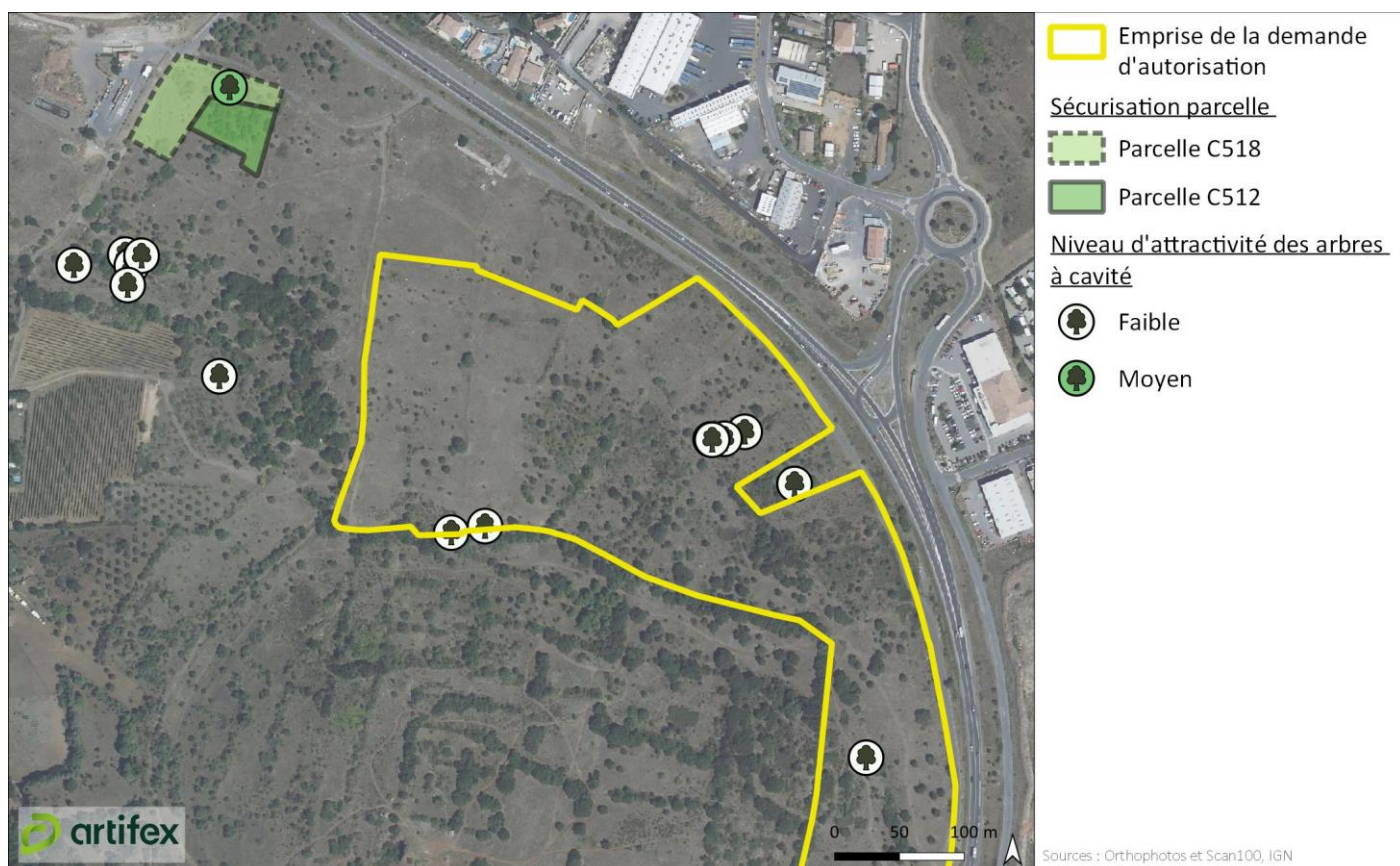 Emprise de la demande
d'autorisation
Sécurisation parcelle
Parcelle C518
Parcelle C512
Niveau d'attractivité des arbres
à cavité
Faible
Moyen
artifex
0 50 100 m
Sources : Orthophotos et Scan100, IGN